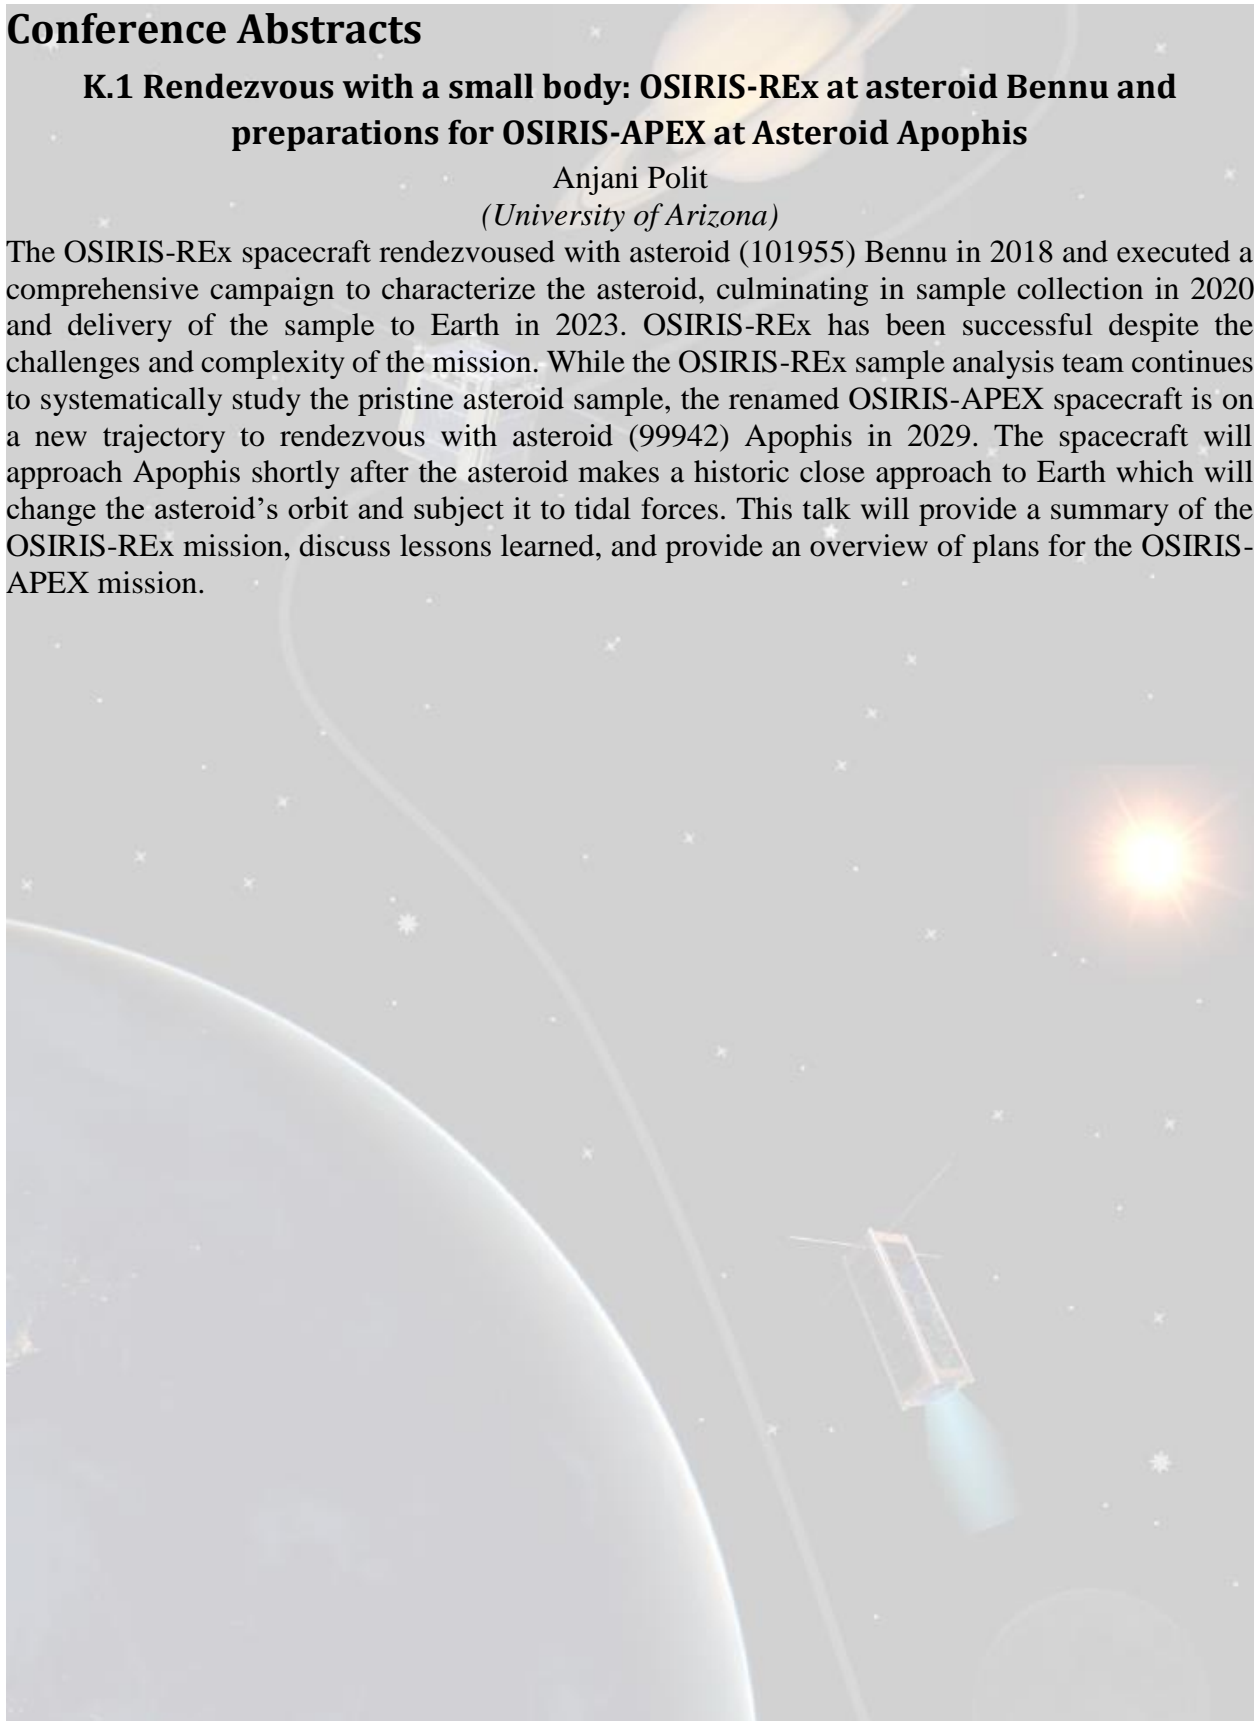 Conference Abstracts
K.1 Rendezvous with a small body: OSIRIS-REx at asteroid Bennu and
preparations for OSIRIS-APEX at Asteroid Apophis
Anjani Polit
(University of Arizona)
The OSIRIS-REx spacecraft rendezvoused with asteroid (101955) Bennu in 2018 and executed a
comprehensive campaign to characterize the asteroid, culminating in sample collection in 2020
and delivery of the sample to Earth in 2023. OSIRIS-REx has been successful despite the
challenges and complexity of the mission. While the OSIRIS-REx sample analysis team continues
to systematically study the pristine asteroid sample, the renamed OSIRIS-APEX spacecraft is on
a new trajectory to rendezvous with asteroid (99942) Apophis in 2029. The spacecraft will
approach Apophis shortly after the asteroid makes a historic close approach to Earth which will
change the asteroid’s orbit and subject it to tidal forces. This talk will provide a summary of the
OSIRIS-REx mission, discuss lessons learned, and provide an overview of plans for the OSIRIS-
APEX mission.